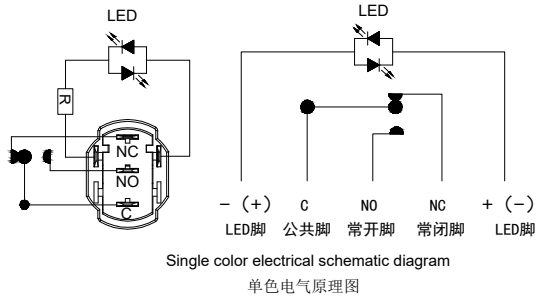 LED
LED
R
NC
NO
C
－（＋） C NO NC ＋（－）
LED脚 公共脚 常开脚 常闭脚 LED脚
Single color electrical schematic diagram
单色电气原理图